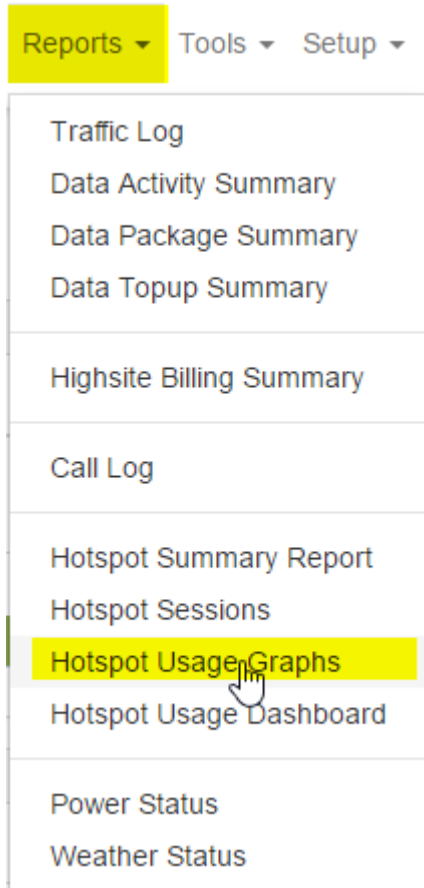 Reports Tools Setup
Traffic Log
Data Activity Summary
Data Package Summary
Data Topup Summary
Highsite Billing Summary
Call Log
Hotspot Summary Report
Hotspot Sessions
Hotspot Usage Graphs
Hotspot Usage Dashboard
Power Status
Weather Status